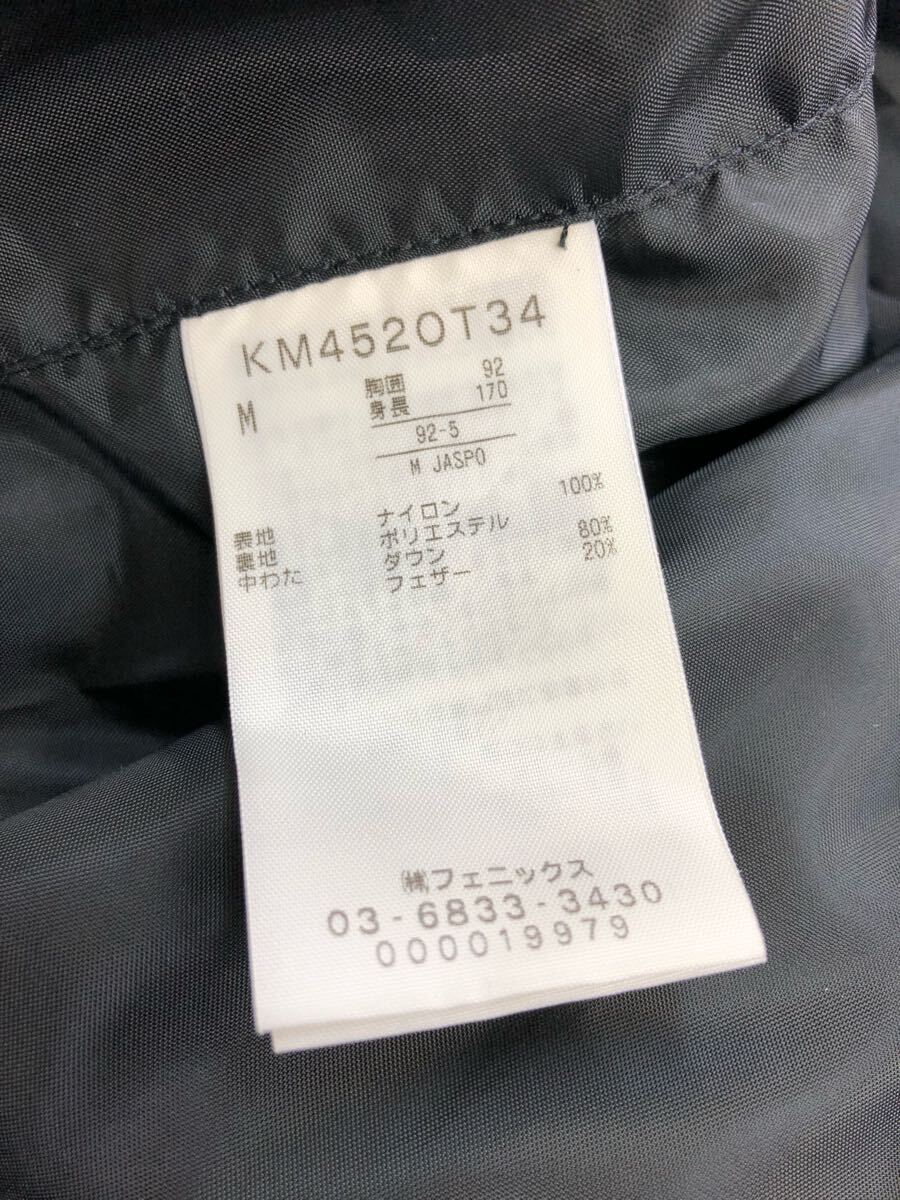 KM4520T34
M 胸囲 92
身長 170
92-5
M JASPO
表地 ナイロン 100%
裏地 ポリエステル
中わた ダウン 80%
フェザー 20%
㈱フェニックス
03-6833-3430
000019979